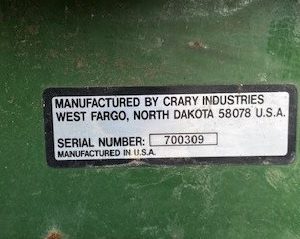 MANUFACTURED BY CRARY INDUSTRIES
WEST FARGO, NORTH DAKOTA 58078 U.S.A.
SERIAL NUMBER: 700309
MANUFACTURED IN U.S.A.